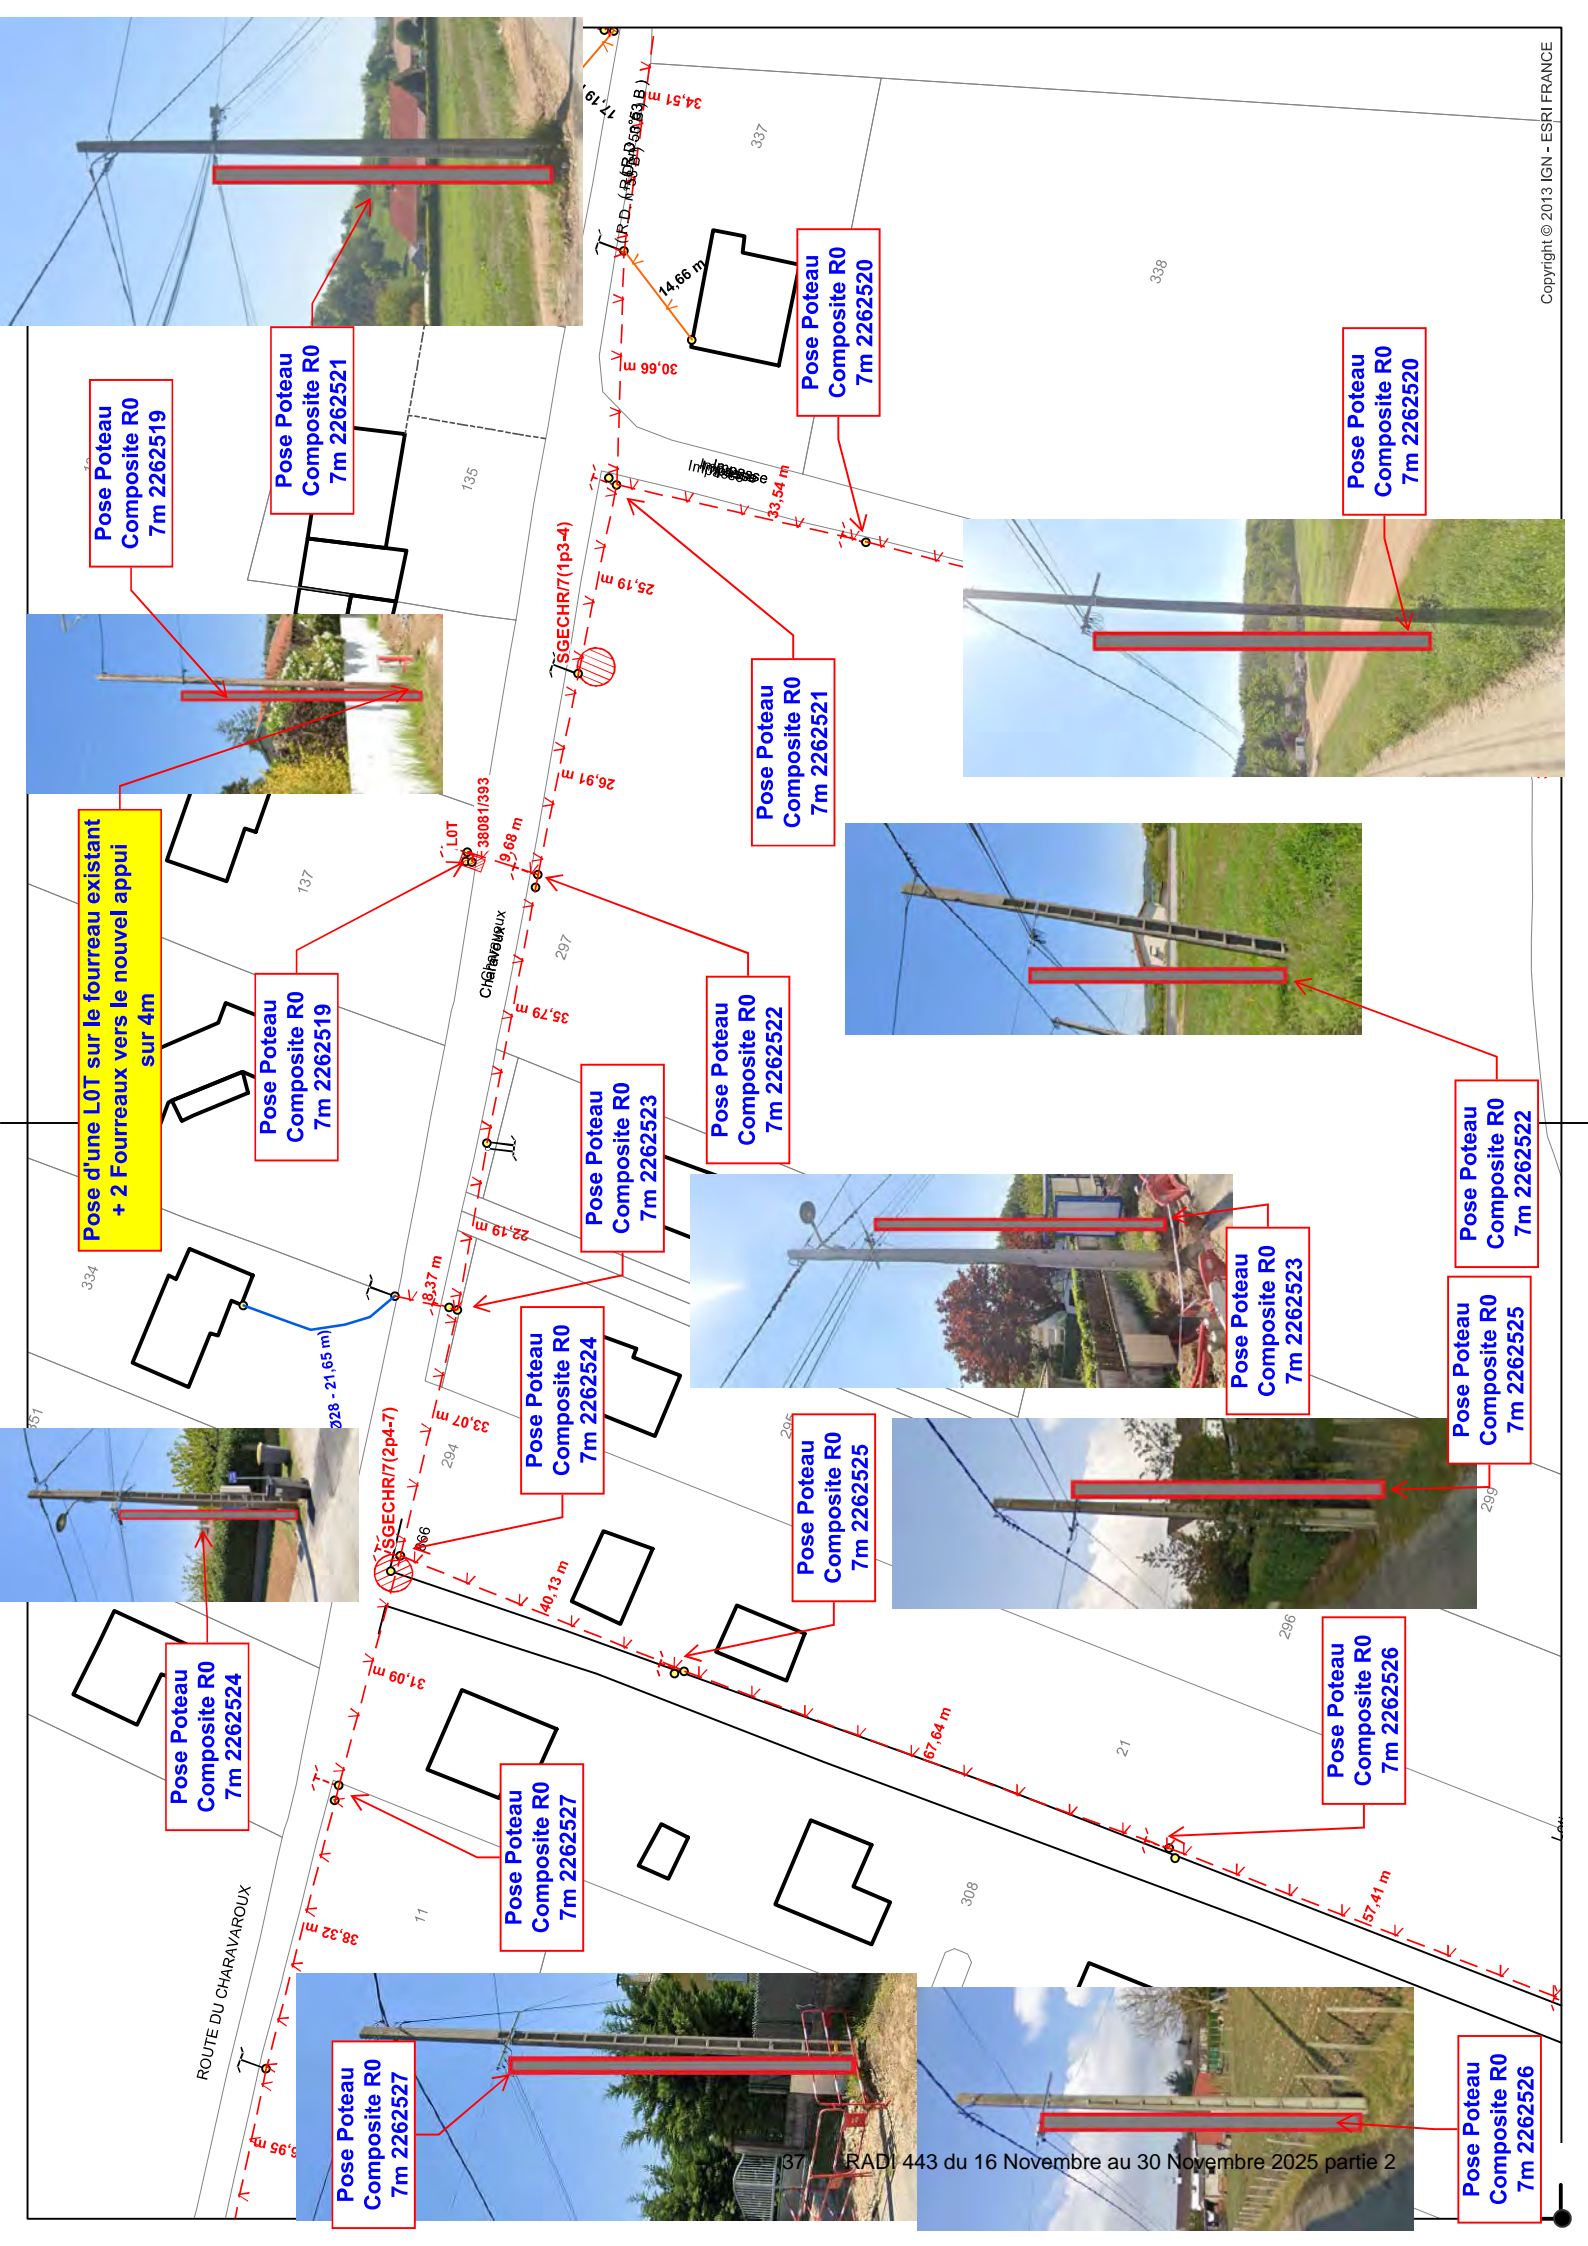 Pose Poteau
Composite R0
7m 2262519
Pose Poteau
Composite R0
7m 2262521
Pose d'une L0T sur le fourreau existant
+ 2 Fourreaux vers le nouvel appui
sur 4m
Pose Poteau
Composite R0
7m 2262519
Pose Poteau
Composite R0
7m 2262520
Pose Poteau
Composite R0
7m 2262520
Pose Poteau
Composite R0
7m 2262521
Pose Poteau
Composite R0
7m 2262522
Pose Poteau
Composite R0
7m 2262522
Pose Poteau
Composite R0
7m 2262523
Pose Poteau
Composite R0
7m 2262523
Pose Poteau
Composite R0
7m 2262524
Pose Poteau
Composite R0
7m 2262524
Pose Poteau
Composite R0
7m 2262525
Pose Poteau
Composite R0
7m 2262525
Pose Poteau
Composite R0
7m 2262526
Pose Poteau
Composite R0
7m 2262526
Pose Poteau
Composite R0
7m 2262527
Pose Poteau
Composite R0
7m 2262527
34,51 m
14,66 m
30,66 m
33,54 m
25,19 m
SGECHR/7(1p3-4)
26,91 m
L0T
38081/393
9,68 m
35,79 m
22,19 m
8,37 m
33,07 m
Ø28 - 21,65 m)
SGECHR/7(2p4-7)
866
40,13 m
31,09 m
67,64 m
38,32 m
57,41 m
Impasse
Charavoux
ROUTE DU CHARAVAROUX
337
338
135
137
297
334
294
299
296
21
308
11
Copyright © 2013 IGN - ESRI FRANCE
37 RADI 443 du 16 Novembre au 30 Novembre 2025 partie 2